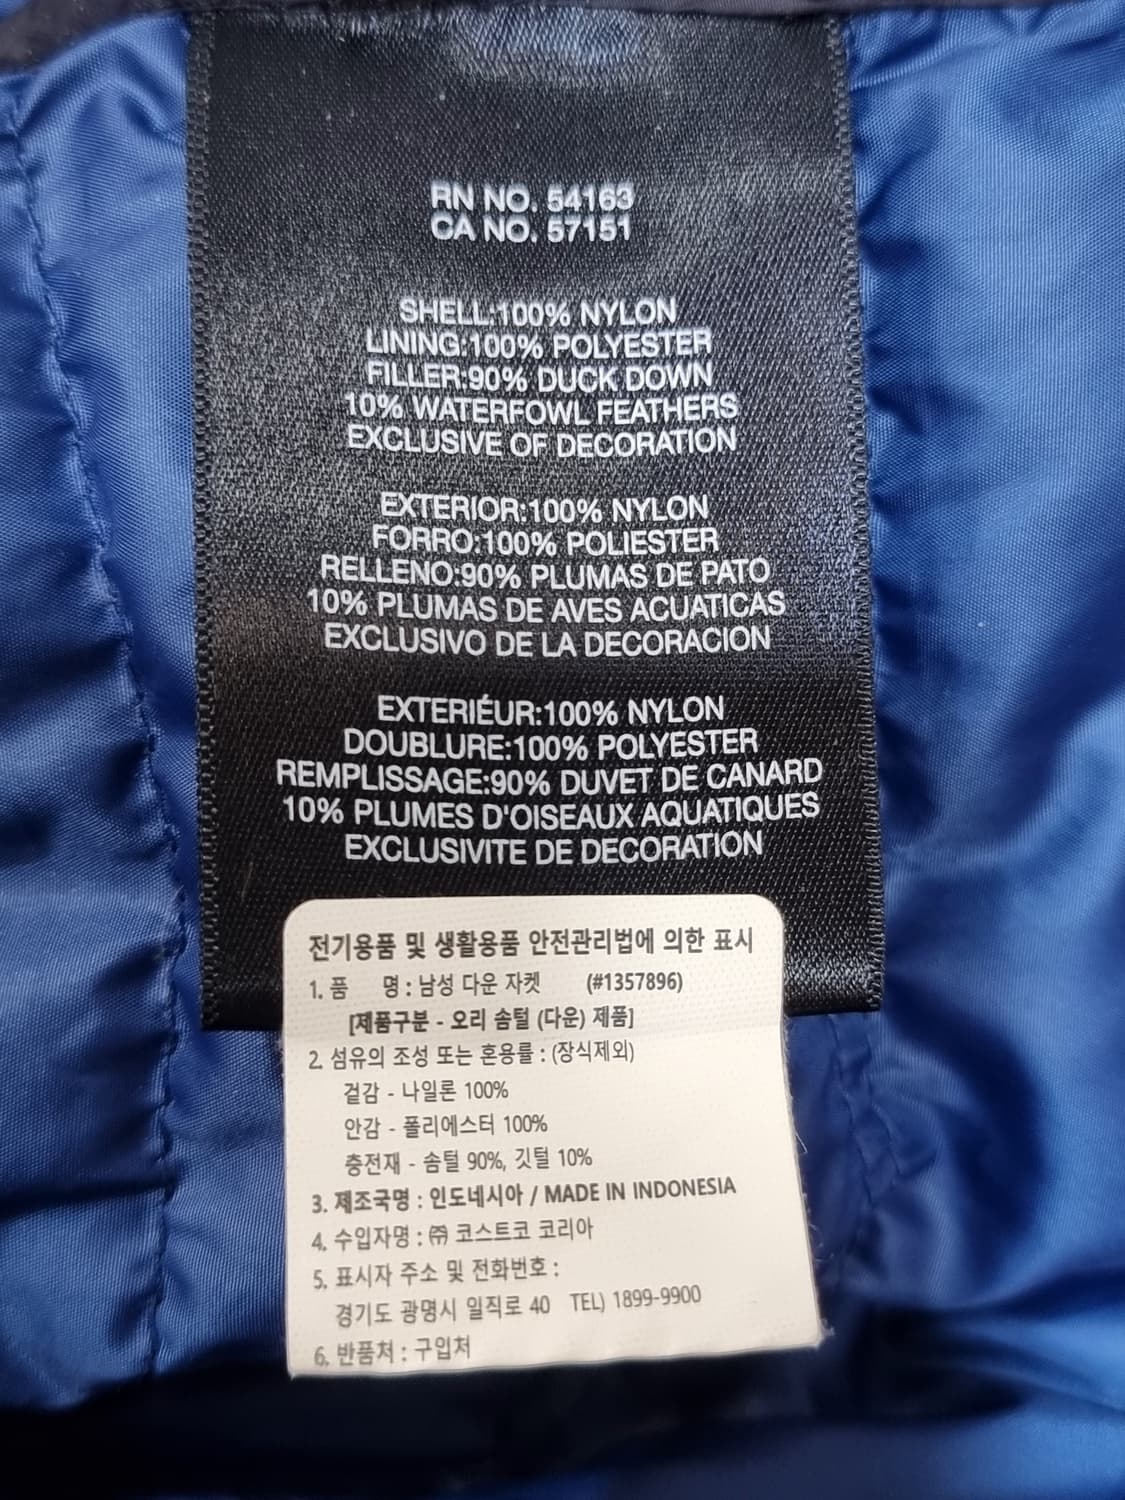 RN NO. 54163
CA NO. 57151
SHELL:100% NYLON
LINING:100% POLYESTER
FILLER:90% DUCK DOWN
10% WATERFOWL FEATHERS
EXCLUSIVE OF DECORATION
EXTERIOR:100% NYLON
FORRO:100% POLIESTER
RELLENO:90% PLUMAS DE PATO
10% PLUMAS DE AVES ACUATICAS
EXCLUSIVO DE LA DECORACION
EXTERIÉUR:100% NYLON
DOUBLURE:100% POLYESTER
REMPLISSAGE:90% DUVET DE CANARD
10% PLUMES D'OISEAUX AQUATIQUES
EXCLUSIVITE DE DECORATION
전기용품 및 생활용품 안전관리법에 의한 표시
1. 품 명 : 남성 다운 자켓 (#1357896)
[제품구분 - 오리 솜털 (다운) 제품]
2. 섬유의 조성 또는 혼용률 : (장식제외)
겉감 - 나일론 100%
안감 - 폴리에스터 100%
충전재 - 솜털 90%, 깃털 10%
3. 제조국명 : 인도네시아 / MADE IN INDONESIA
4. 수입자명 : ㈜ 코스트코 코리아
5. 표시자 주소 및 전화번호 :
경기도 광명시 일직로 40 TEL) 1899-9900
6. 반품처 : 구입처